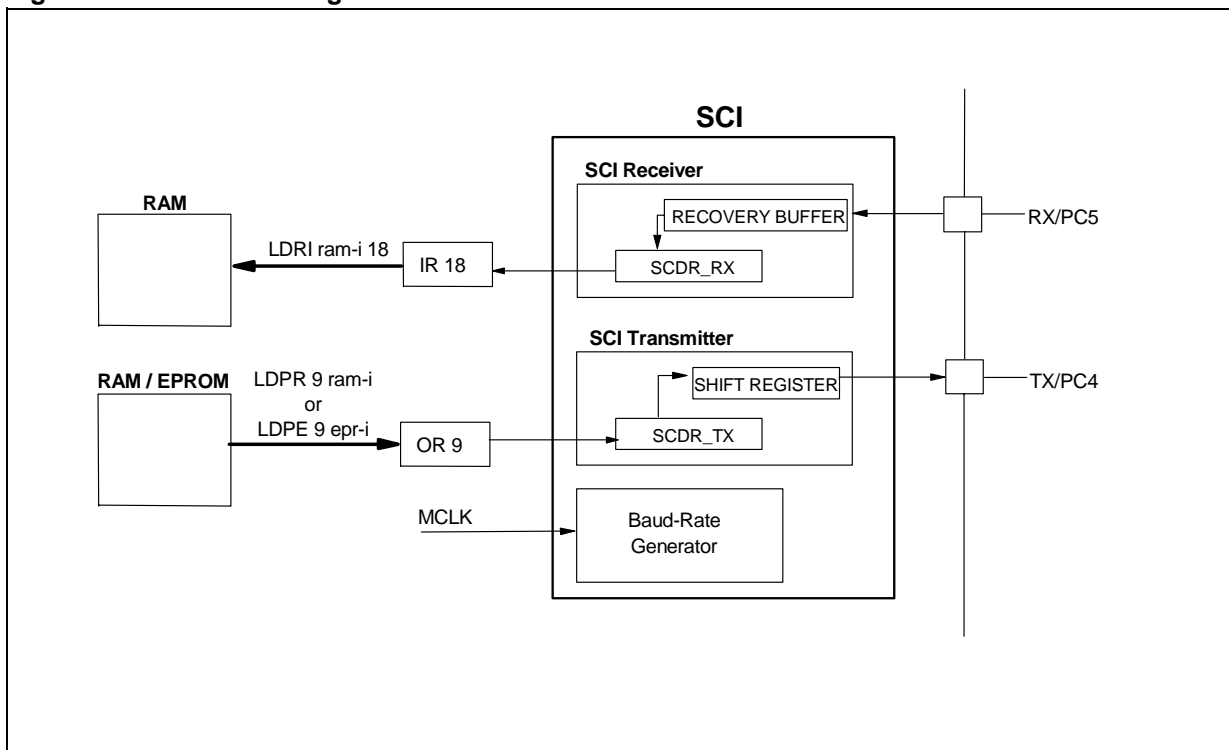 SCI
SCI Receiver
RECOVERY BUFFER
SCDR_RX
RX/PC5
RAM
LDRI ram-i 18
IR 18
SCI Transmitter
SHIFT REGISTER
SCDR_TX
TX/PC4
RAM / EPROM
LDPR 9 ram-i
or
LDPE 9 epr-i
OR 9
MCLK
Baud-Rate
Generator